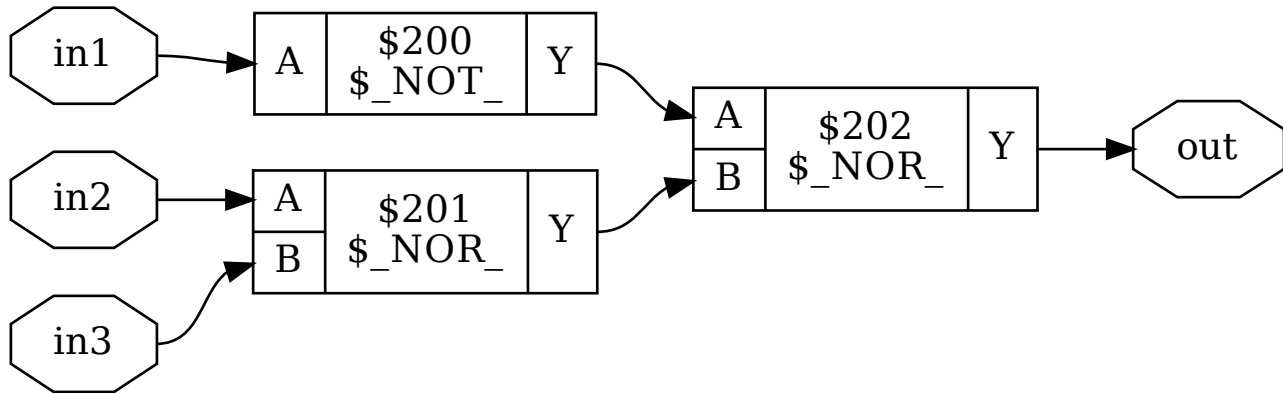 in1
A
$200
$_NOT_
Y
in2
A
B
$201
$_NOR_
Y
in3
A
B
$202
$_NOR_
Y
out